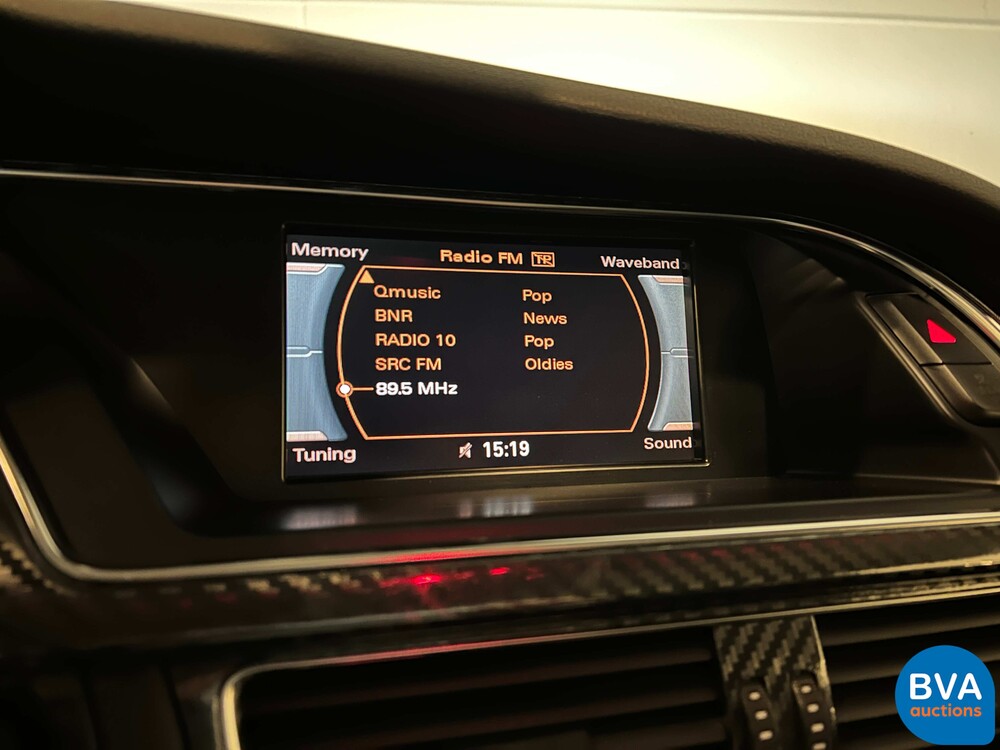 Memory
Radio FM TP
Waveband
Qmusic Pop
BNR News
RADIO 10 Pop
SRC FM Oldies
89.5 MHz
Tuning
15:19
Sound
BVA
auctions